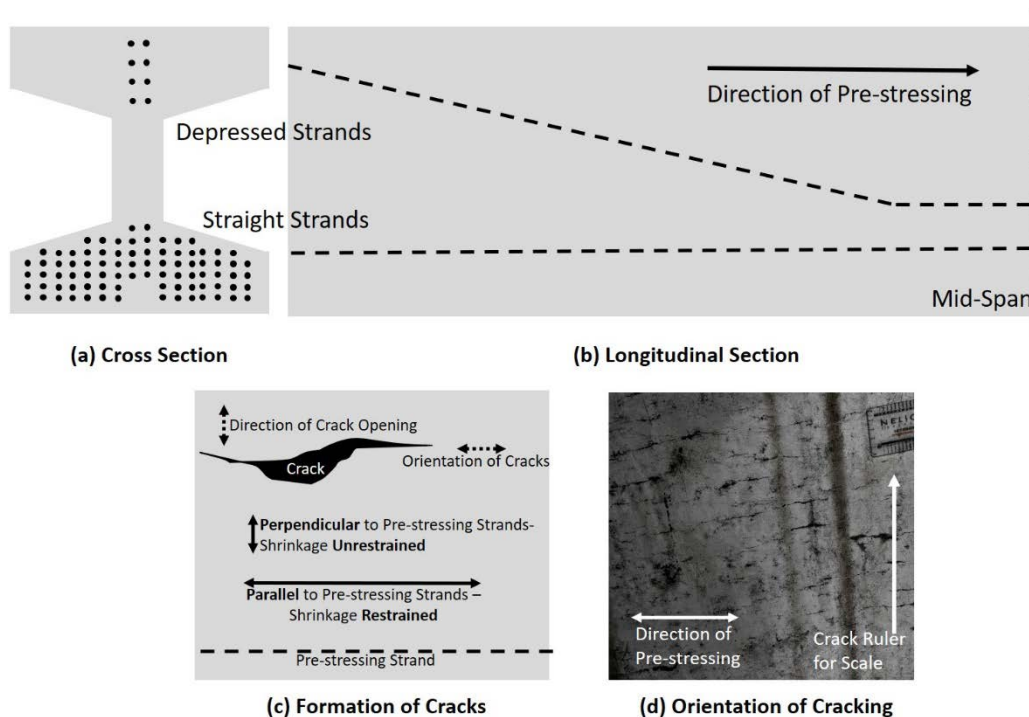 Direction of Pre-stressing
Depressed Strands
Straight Strands
Mid-Span
(a) Cross Section
(b) Longitudinal Section
Direction of Crack Opening
Crack
Orientation of Cracks
Perpendicular to Pre-stressing Strands-
Shrinkage Unrestrained
Parallel to Pre-stressing Strands –
Shrinkage Restrained
Pre-stressing Strand
Direction of
Pre-stressing
Crack Ruler
for Scale
(c) Formation of Cracks
(d) Orientation of Cracking